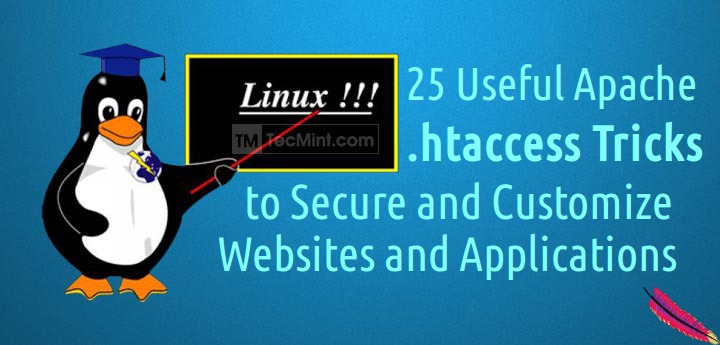 Linux !!!
TM TecMint.com
25 Useful Apache
.htaccess Tricks
to Secure and Customize
Websites and Applications